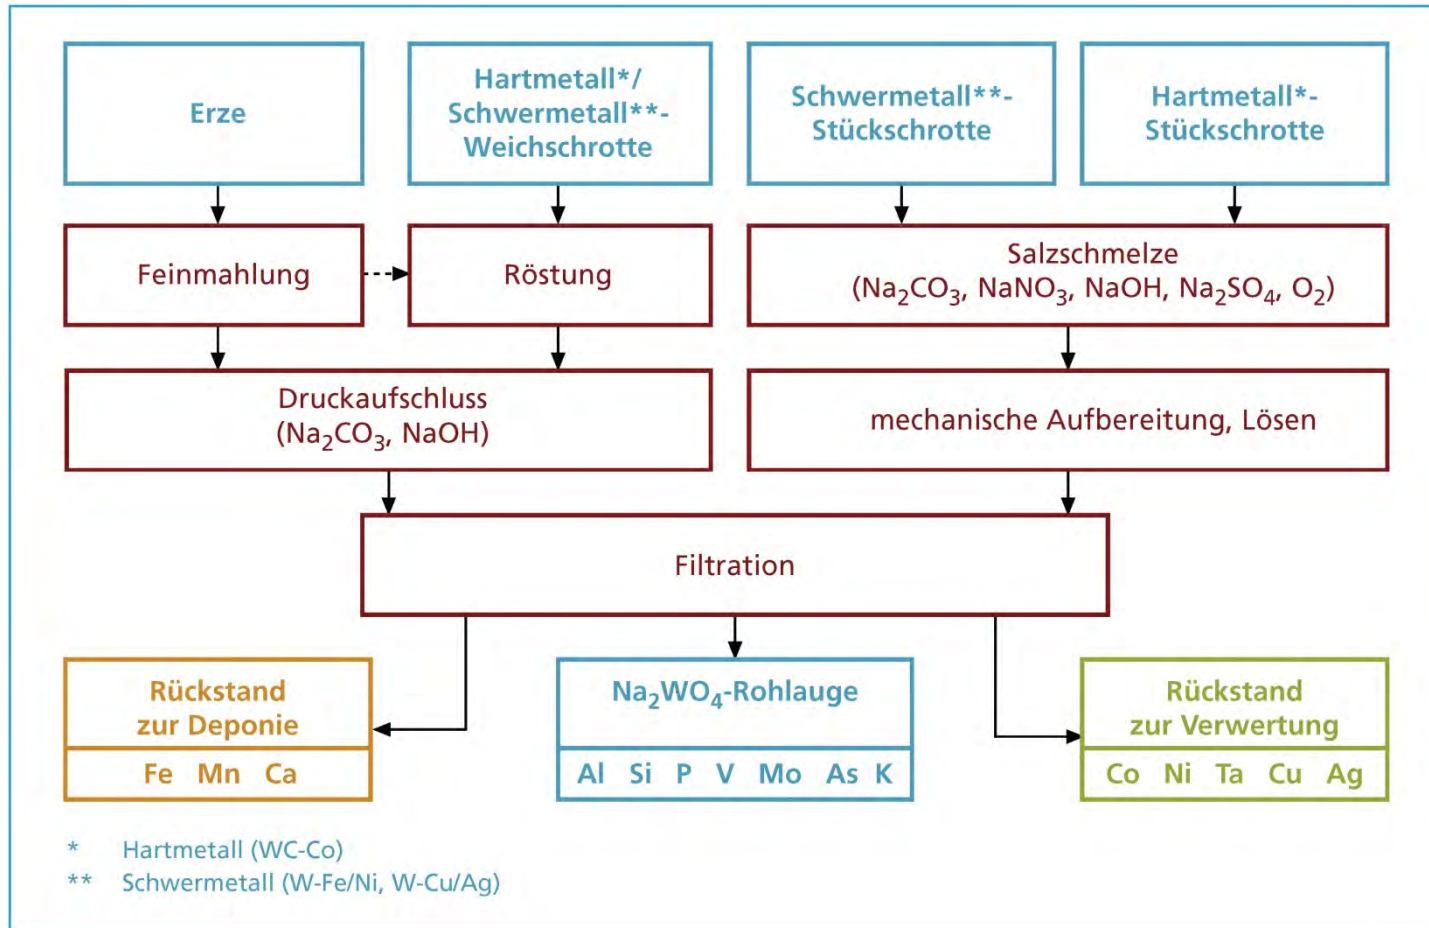 Erze
Hartmetall*/
Schwermetall**-
Weichschrotte
Schwermetall**-
Stückschrotte
Hartmetall*-
Stückschrotte
Feinmahlung
Röstung
Salzschmelze
(Na₂CO₃, NaNO₃, NaOH, Na₂SO₄, O₂)
Druckaufschluss
(Na₂CO₃, NaOH)
mechanische Aufbereitung, Lösen
Filtration
Rückstand
zur Deponie
Fe Mn Ca
Na₂WO₄-Rohlauge
Al Si P V Mo As K
Rückstand
zur Verwertung
Co Ni Ta Cu Ag
* Hartmetall (WC-Co)
** Schwermetall (W-Fe/Ni, W-Cu/Ag)